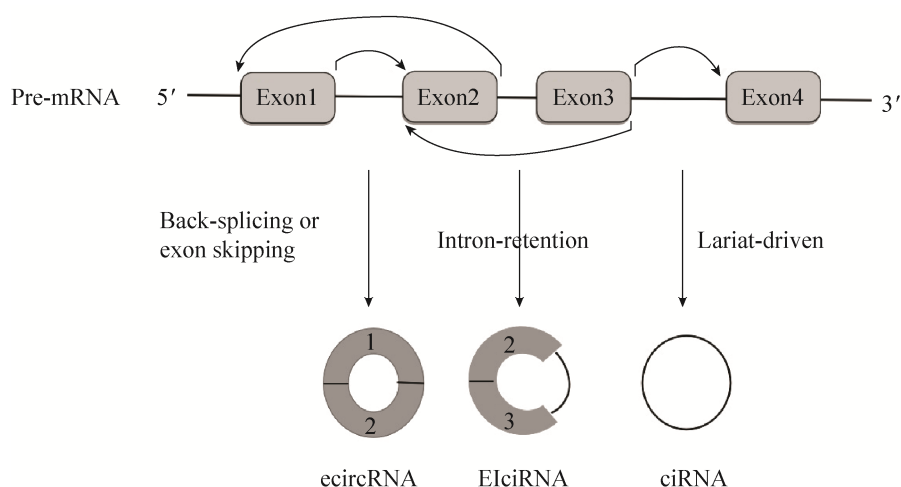 Pre-mRNA 5′ Exon1 Exon2 Exon3 Exon4 3′
Back-splicing or
exon skipping
Intron-retention
Lariat-driven
1
2
2
3
ecircRNA EIciRNA ciRNA